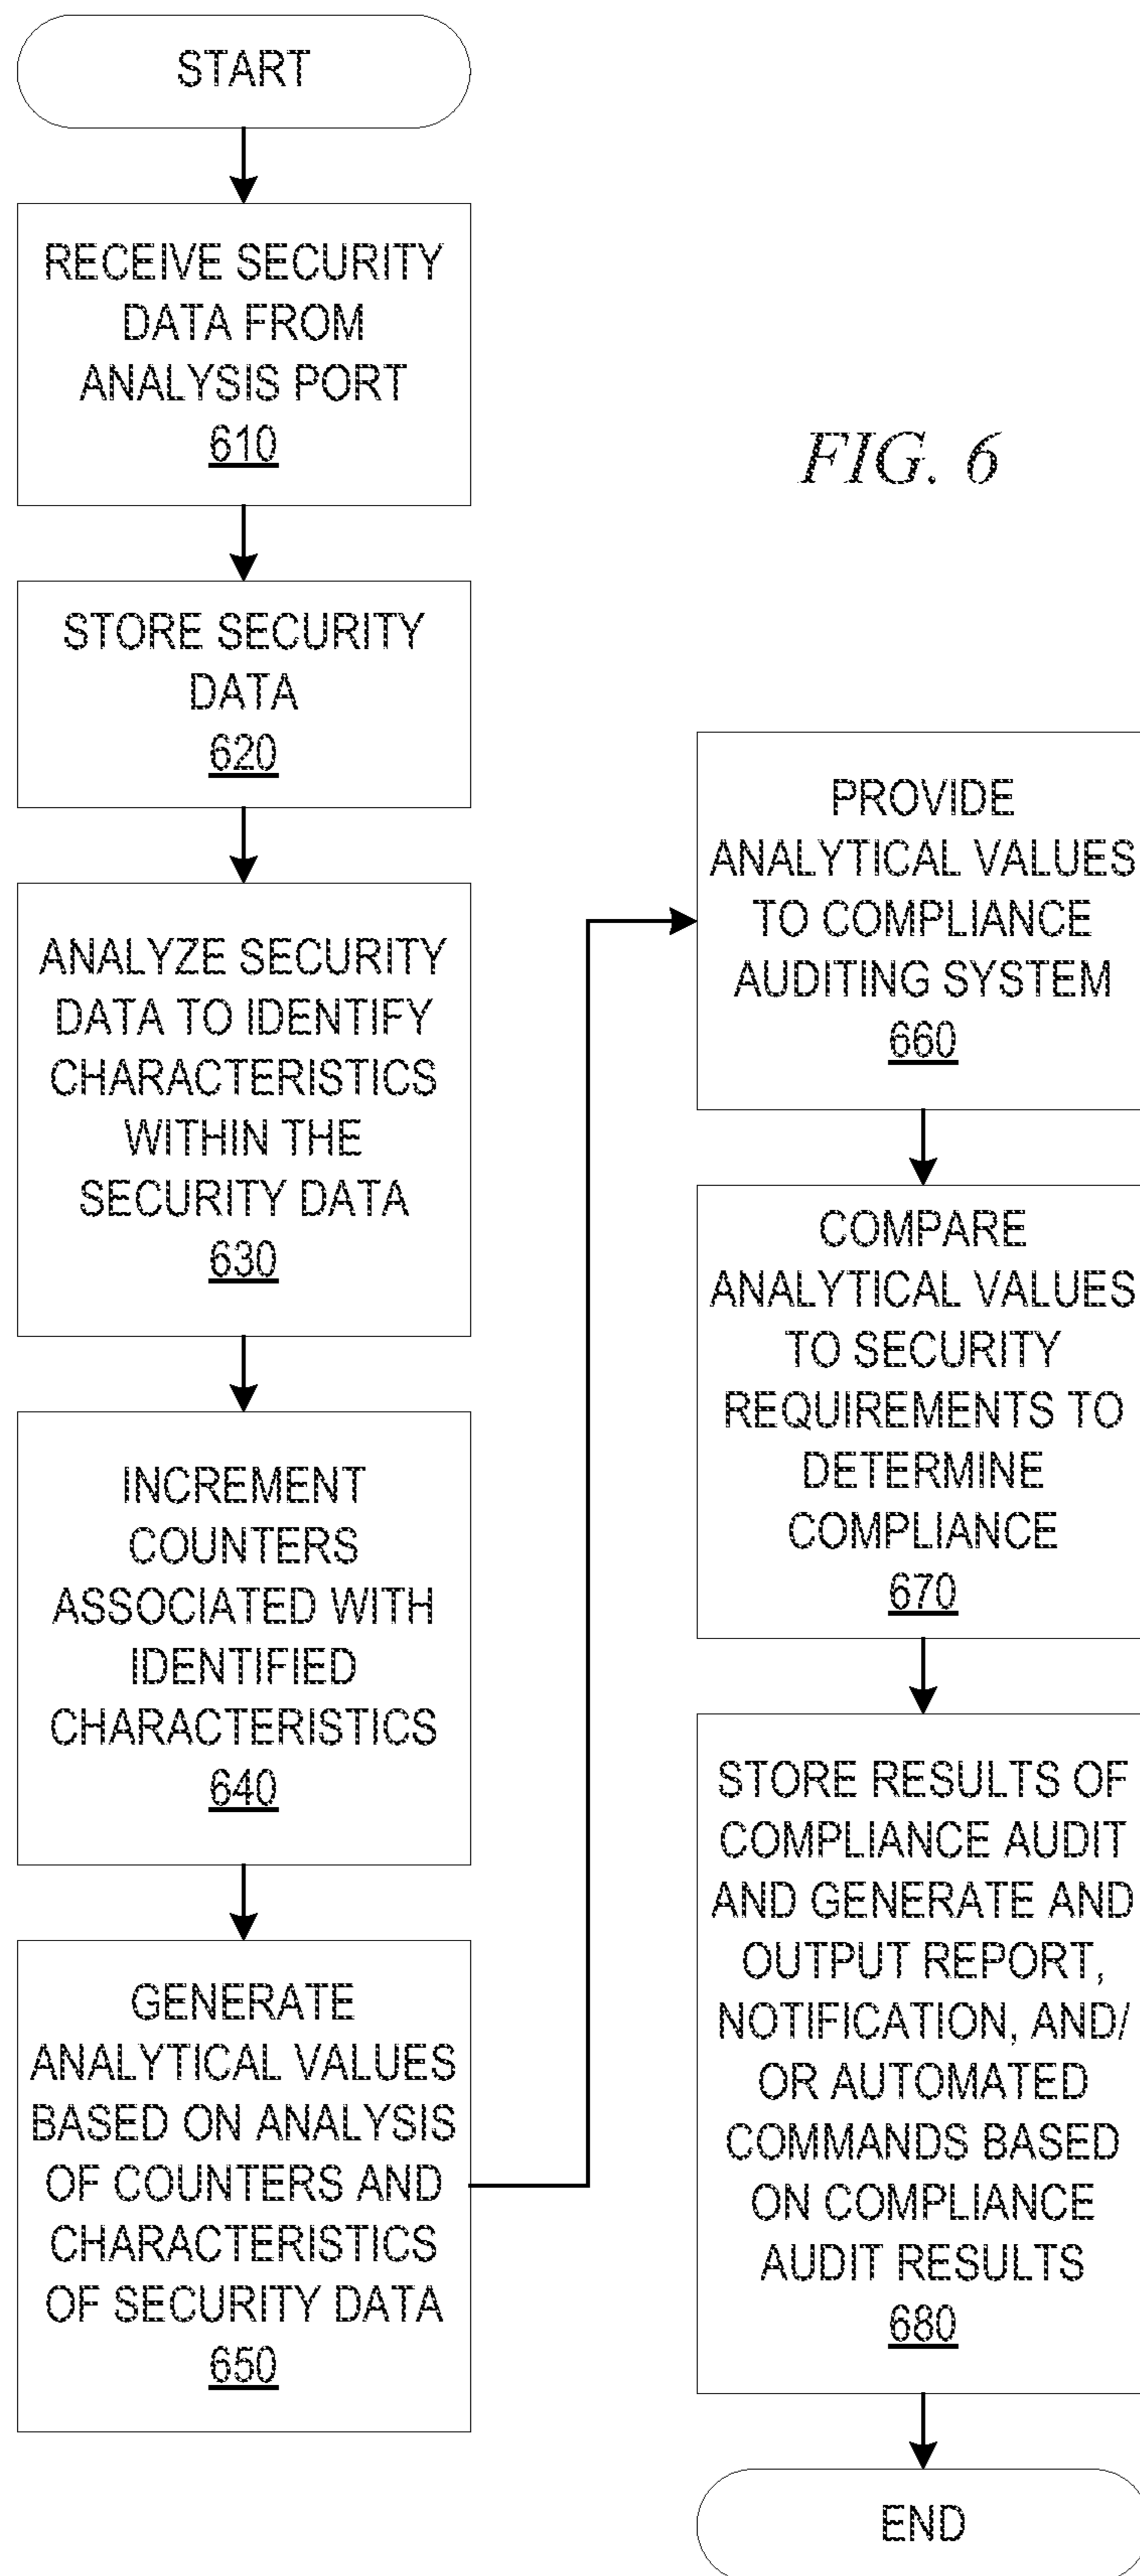 START
RECEIVE SECURITY
DATA FROM
ANALYSIS PORT
610
STORE SECURITY
DATA
620
ANALYZE SECURITY
DATA TO IDENTIFY
CHARACTERISTICS
WITHIN THE
SECURITY DATA
630
INCREMENT
COUNTERS
ASSOCIATED WITH
IDENTIFIED
CHARACTERISTICS
640
GENERATE
ANALYTICAL VALUES
BASED ON ANALYSIS
OF COUNTERS AND
CHARACTERISTICS
OF SECURITY DATA
650
FIG. 6
PROVIDE
ANALYTICAL VALUES
TO COMPLIANCE
AUDITING SYSTEM
660
COMPARE
ANALYTICAL VALUES
TO SECURITY
REQUIREMENTS TO
DETERMINE
COMPLIANCE
670
STORE RESULTS OF
COMPLIANCE AUDIT
AND GENERATE AND
OUTPUT REPORT,
NOTIFICATION, AND/
OR AUTOMATED
COMMANDS BASED
ON COMPLIANCE
AUDIT RESULTS
680
END